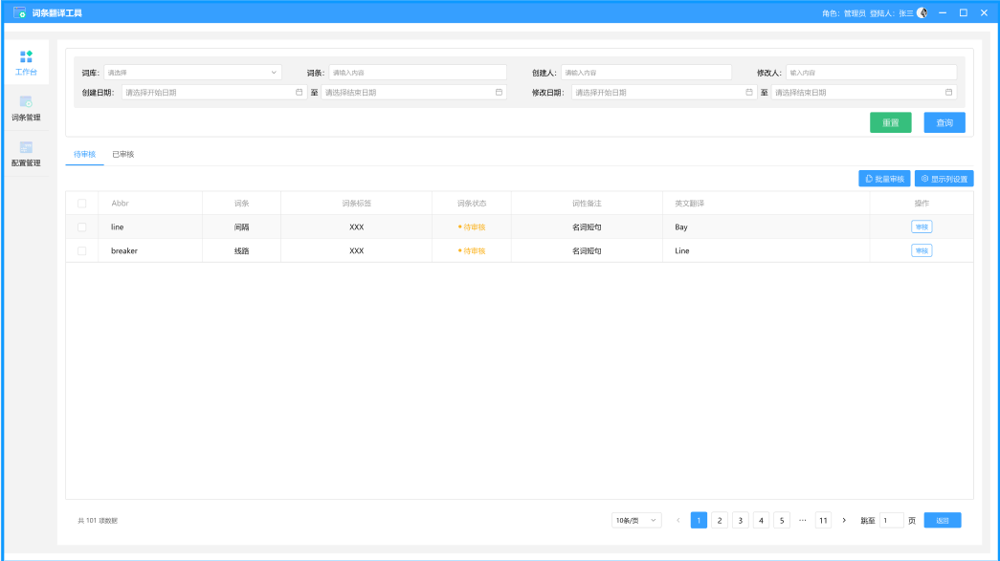 词条翻译工具 角色：管理员 登陆人：张三
工作台
词条管理
配置管理
词库： 请选择 词条： 请输入内容 创建人： 请输入内容 修改人： 输入内容
创建日期： 请选择开始日期 至 请选择结束日期 修改日期： 请选择开始日期 至 请选择结束日期
重置 查询
待审核 已审核
批量审核 显示列设置
Abbr 词条 词条标签 词条状态 词性备注 英文翻译 操作
line 间隔 XXX 待审核 名词短句 Bay 审核
breaker 线路 XXX 待审核 名词短句 Line 审核
共 101 项数据 10条/页 < 1 2 3 4 5 ··· 11 > 跳至 1 页 返回